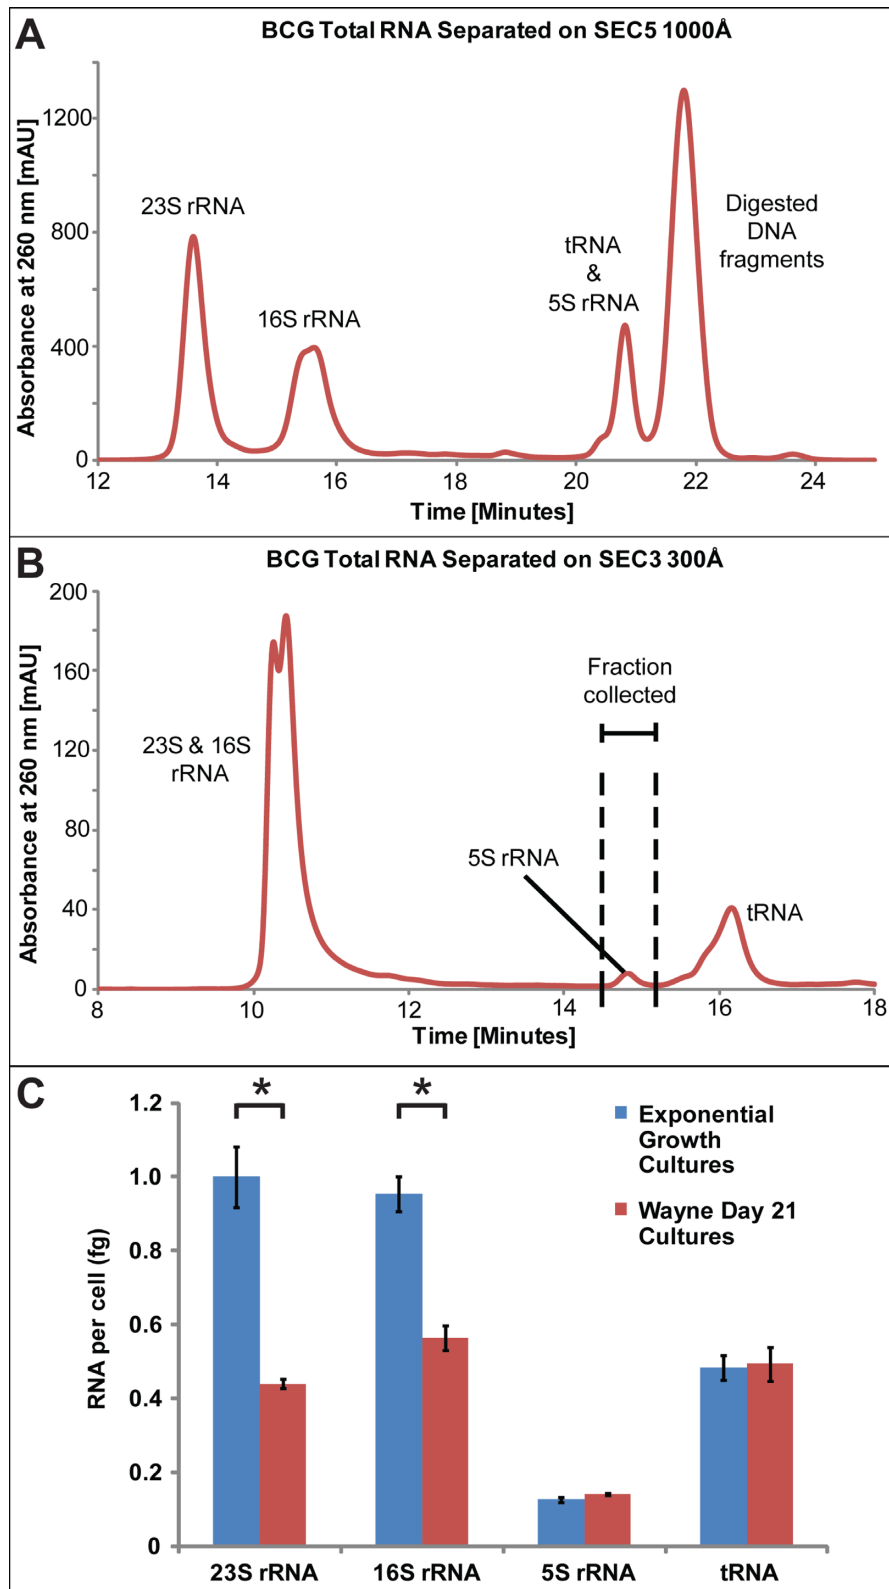 A
BCG Total RNA Separated on SEC5 1000Å
Absorbance at 260 nm [mAU]
1200
800
400
0
23S rRNA
16S rRNA
tRNA
&
5S rRNA
Digested
DNA
fragments
12
14
16
18
20
22
24
Time [Minutes]
B
BCG Total RNA Separated on SEC3 300Å
Absorbance at 260 nm [mAU]
200
160
120
80
40
0
23S & 16S
rRNA
Fraction
collected
5S rRNA
tRNA
8
10
12
14
16
18
Time [Minutes]
C
RNA per cell (fg)
1.2
1.0
0.8
0.6
0.4
0.2
0
*
*
Exponential
Growth
Cultures
Wayne Day 21
Cultures
23S rRNA
16S rRNA
5S rRNA
tRNA